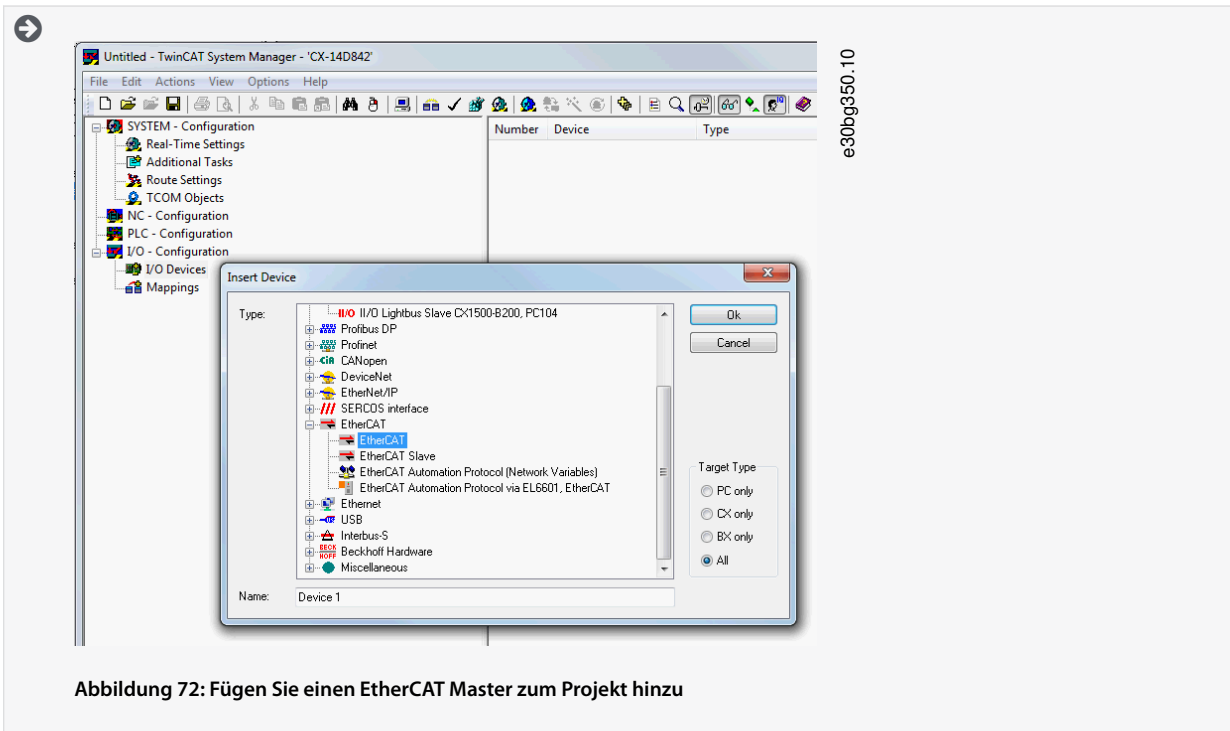 Untitled - TwinCAT System Manager - 'CX-14D842'
File Edit Actions View Options Help
SYSTEM - Configuration
Real-Time Settings
Additional Tasks
Route Settings
TCOM Objects
NC - Configuration
PLC - Configuration
I/O - Configuration
I/O Devices
Mappings
Number Device Type
e30bg350.10
Insert Device
Type:
II/O II/O Lightbus Slave CX1500-B200, PC104
Profibus DP
Profinet
CiA CANopen
DeviceNet
EtherNet/IP
SERCOS interface
EtherCAT
EtherCAT
EtherCAT Slave
EtherCAT Automation Protocol (Network Variables)
EtherCAT Automation Protocol via EL6601, EtherCAT
Ethernet
USB
Interbus-S
BECKHOFF Beckhoff Hardware
Miscellaneous
Ok
Cancel
Target Type
PC only
CX only
BX only
All
Name: Device 1
Abbildung 72: Fügen Sie einen EtherCAT Master zum Projekt hinzu